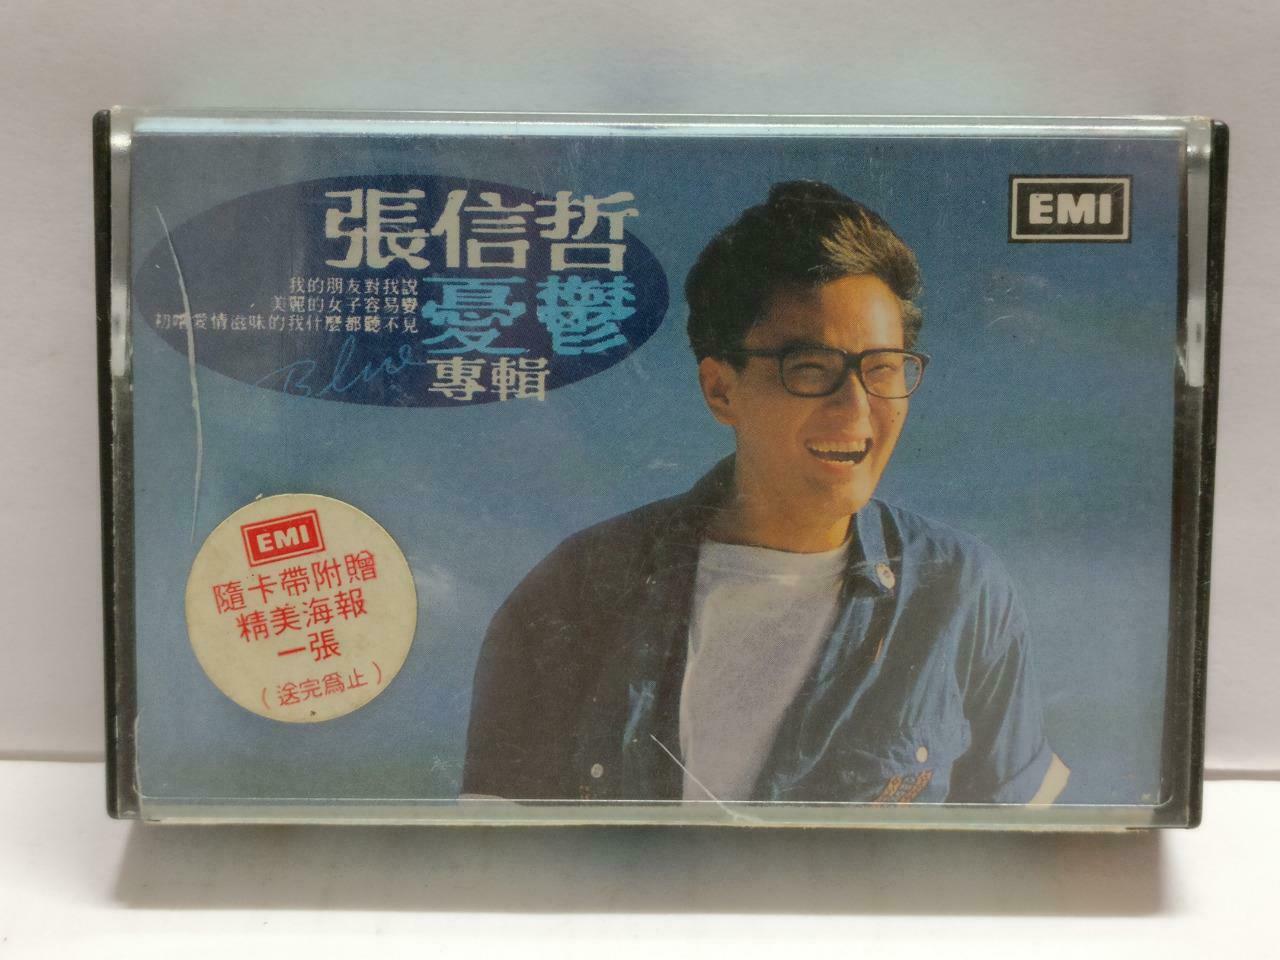 張信哲
我的朋友對我說
美麗的女子容易變
初嚐愛情滋味的我什麼都聽不見
憂鬱
Blue
專輯
EMI
EMI
隨卡帶附贈
精美海報
一張
(送完為止)